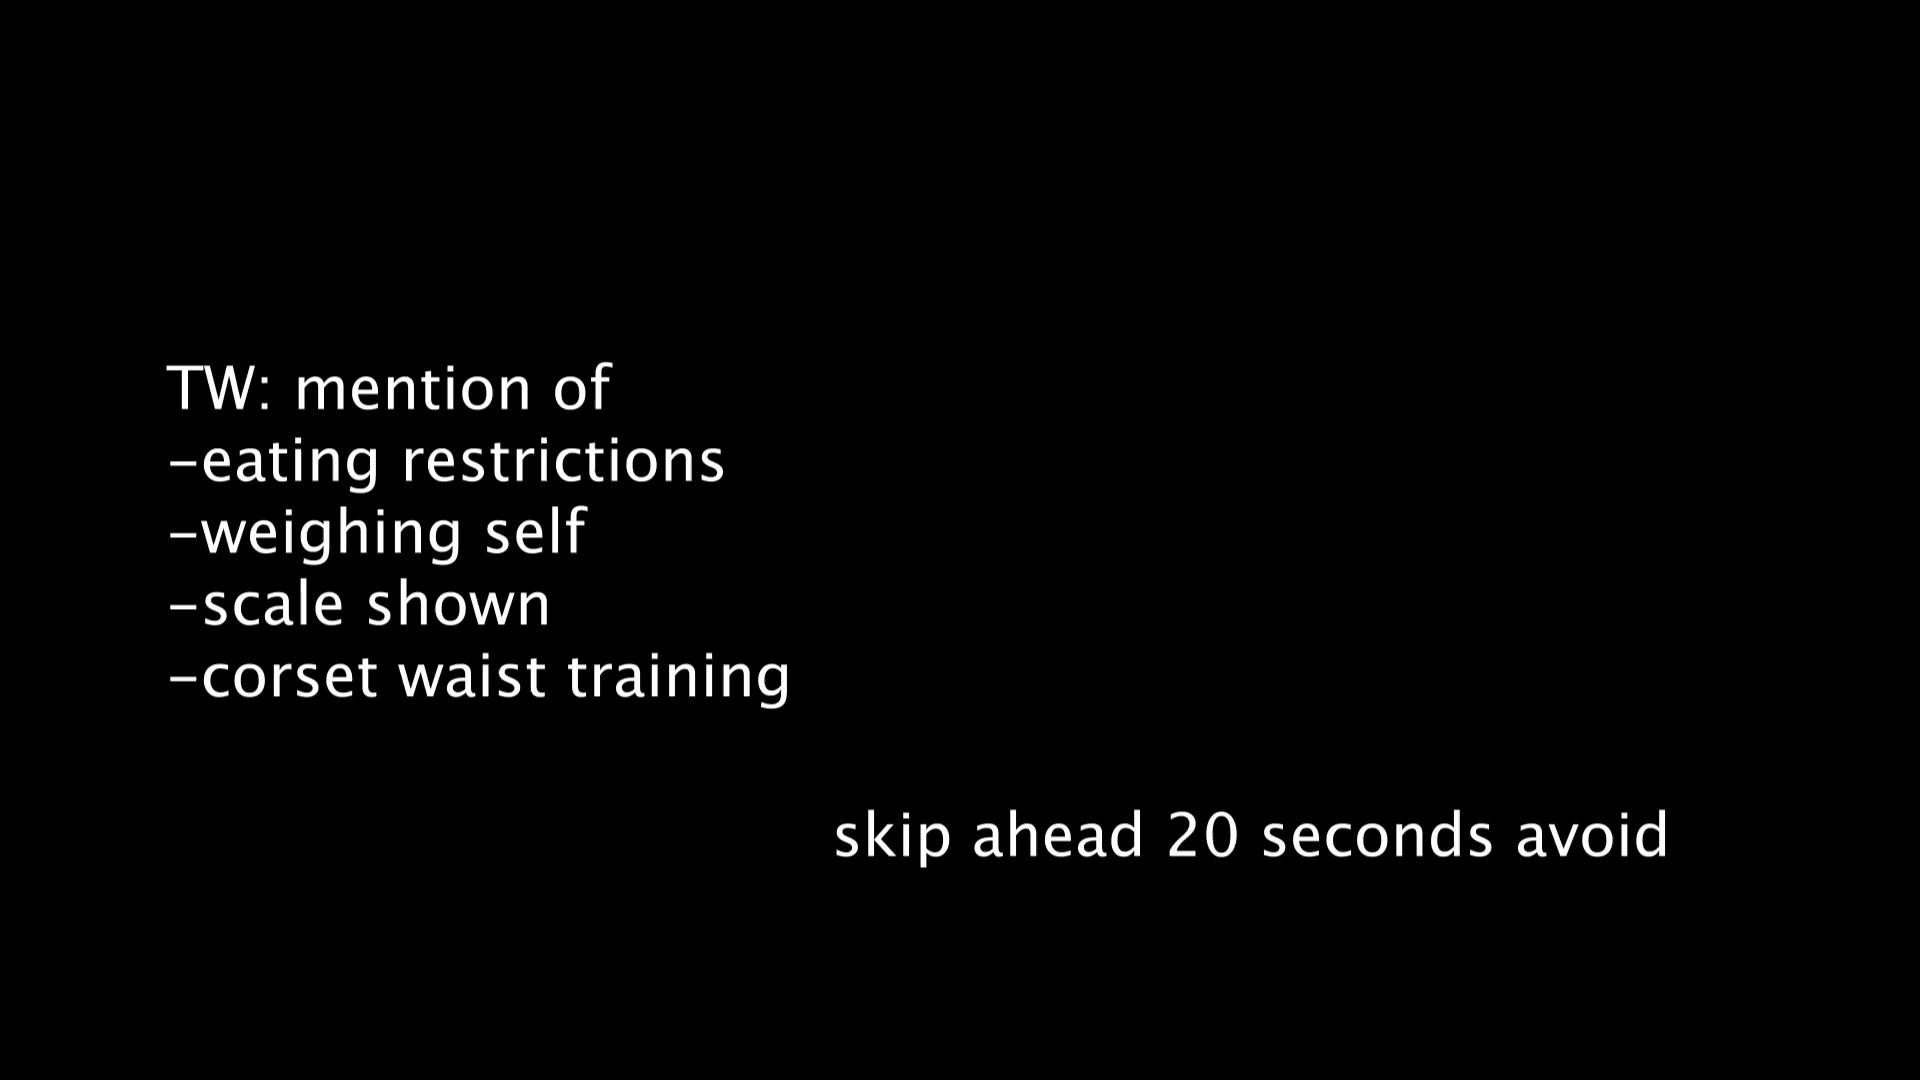 TW: mention of
-eating restrictions
-weighing self
-scale shown
-corset waist training
skip ahead 20 seconds avoid